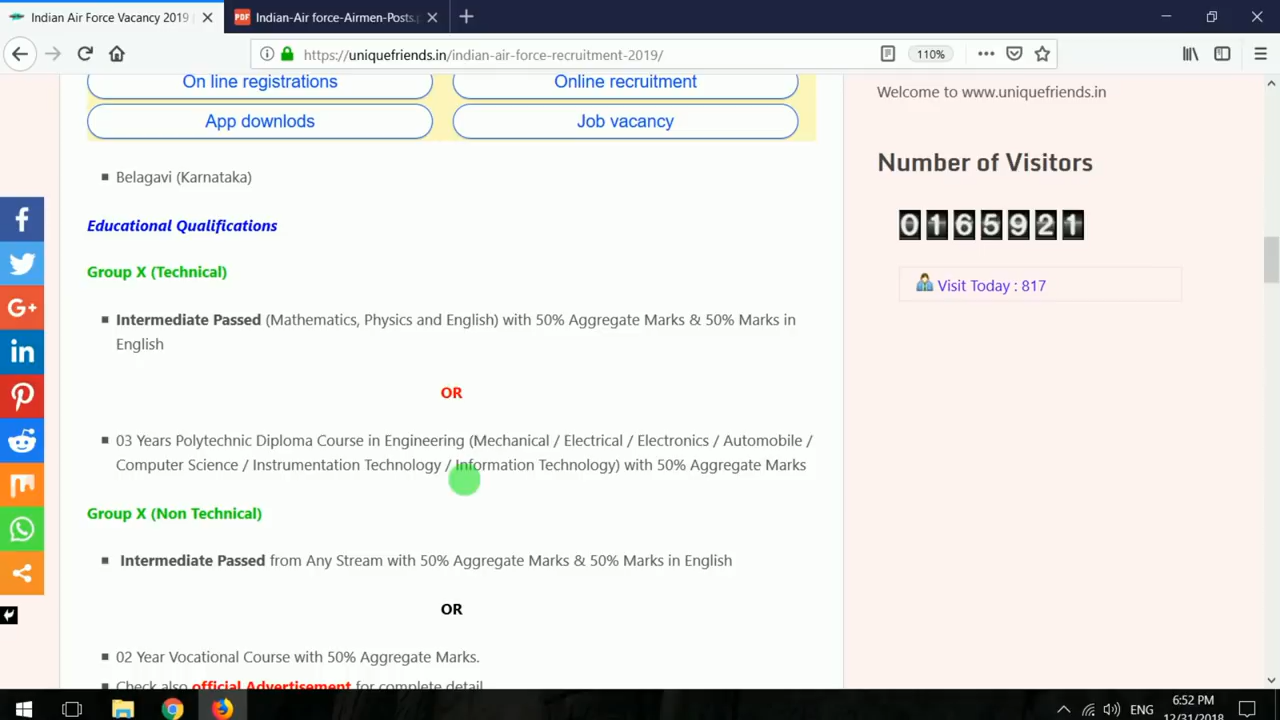 Indian Air Force Vacancy 2019
Indian-Air force-Airmen-Posts.p
https://uniquefriends.in/indian-air-force-recruitment-2019/
110%
On line registrations
Online recruitment
App downlods
Job vacancy
Belagavi (Karnataka)
Educational Qualifications
Group X (Technical)
Intermediate Passed (Mathematics, Physics and English) with 50% Aggregate Marks & 50% Marks in
English
OR
03 Years Polytechnic Diploma Course in Engineering (Mechanical / Electrical / Electronics / Automobile /
Computer Science / Instrumentation Technology / Information Technology) with 50% Aggregate Marks
Group X (Non Technical)
Intermediate Passed from Any Stream with 50% Aggregate Marks & 50% Marks in English
OR
02 Year Vocational Course with 50% Aggregate Marks.
Check also official Advertisement for complete detail
Welcome to www.uniquefriends.in
Number of Visitors
0165921
Visit Today : 817
ENG
6:52 PM
12/31/2018